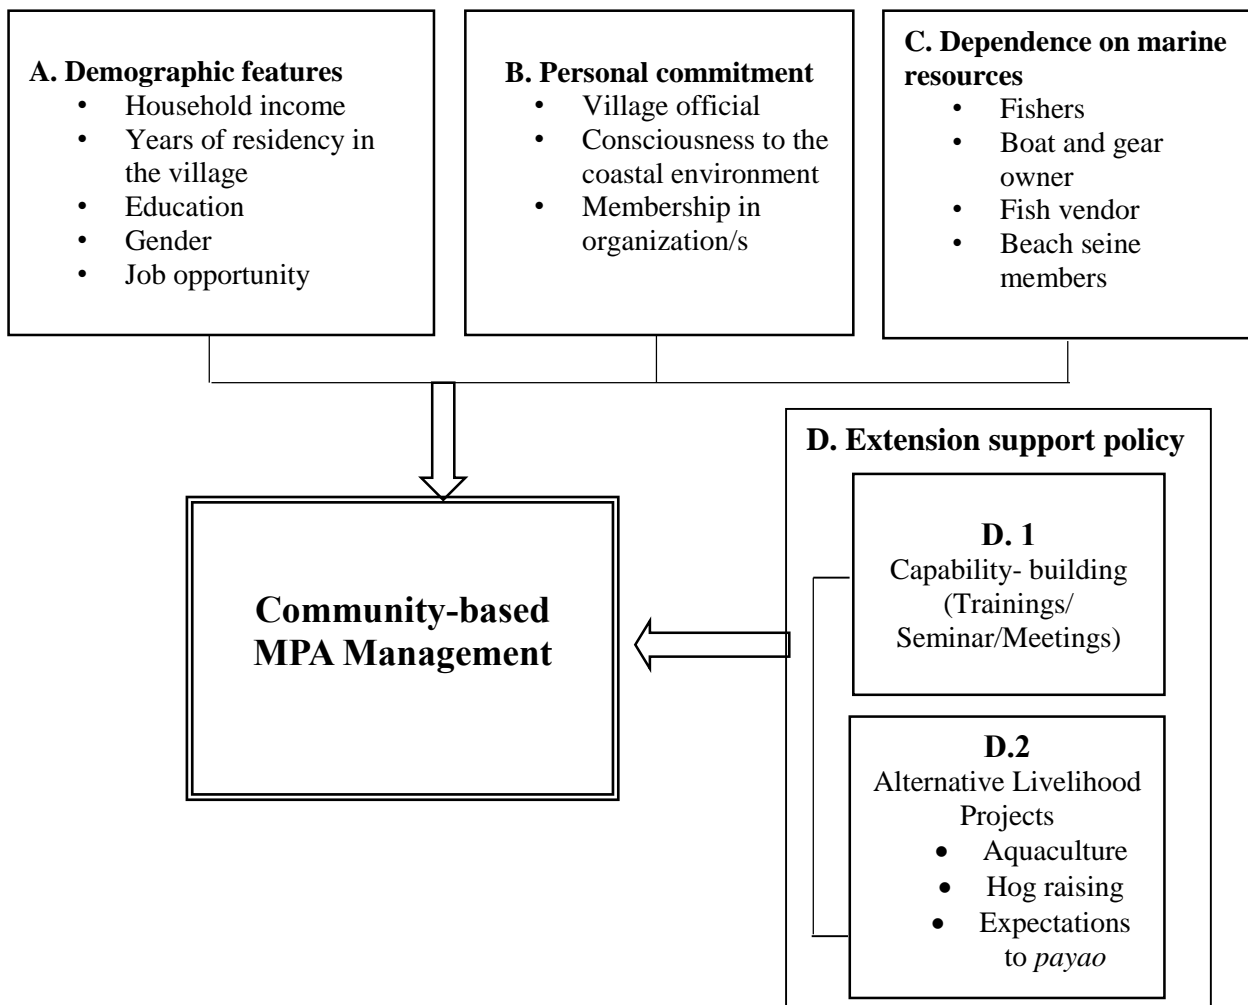 A. Demographic features
• Household income
• Years of residency in
the village
• Education
• Gender
• Job opportunity
B. Personal commitment
• Village official
• Consciousness to the
coastal environment
• Membership in
organization/s
C. Dependence on marine
resources
• Fishers
• Boat and gear
owner
• Fish vendor
• Beach seine
members
Community-based
MPA Management
D. Extension support policy
D. 1
Capability- building
(Trainings/
Seminar/Meetings)
D.2
Alternative Livelihood
Projects
• Aquaculture
• Hog raising
• Expectations
to payao